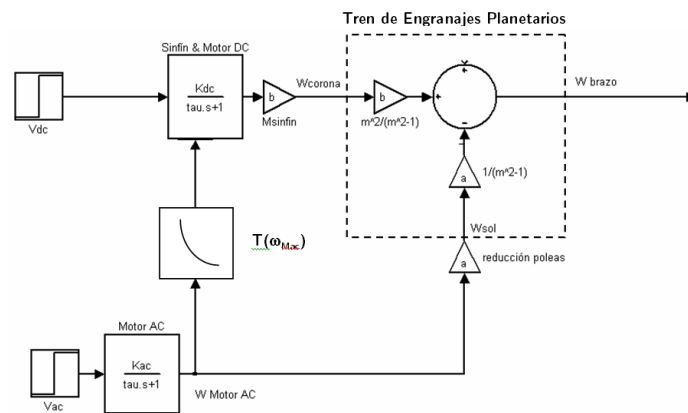 Tren de Engranajes Planetarios
Sinfín & Motor DC
Kdc
tau.s+1
Vdc
b
Msinfin
Wcorona
b
m^2/(m^2-1)
+
+
-
W brazo
a
1/(m^2-1)
Wsol
a
reducción poleas
T(ωMac)
Motor AC
Kac
tau.s+1
Vac
W Motor AC